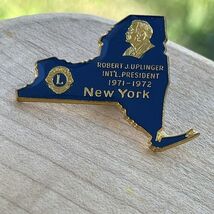 ROBERT J. UPLINGER
INT'L. PRESIDENT
1971-1972
L
New York